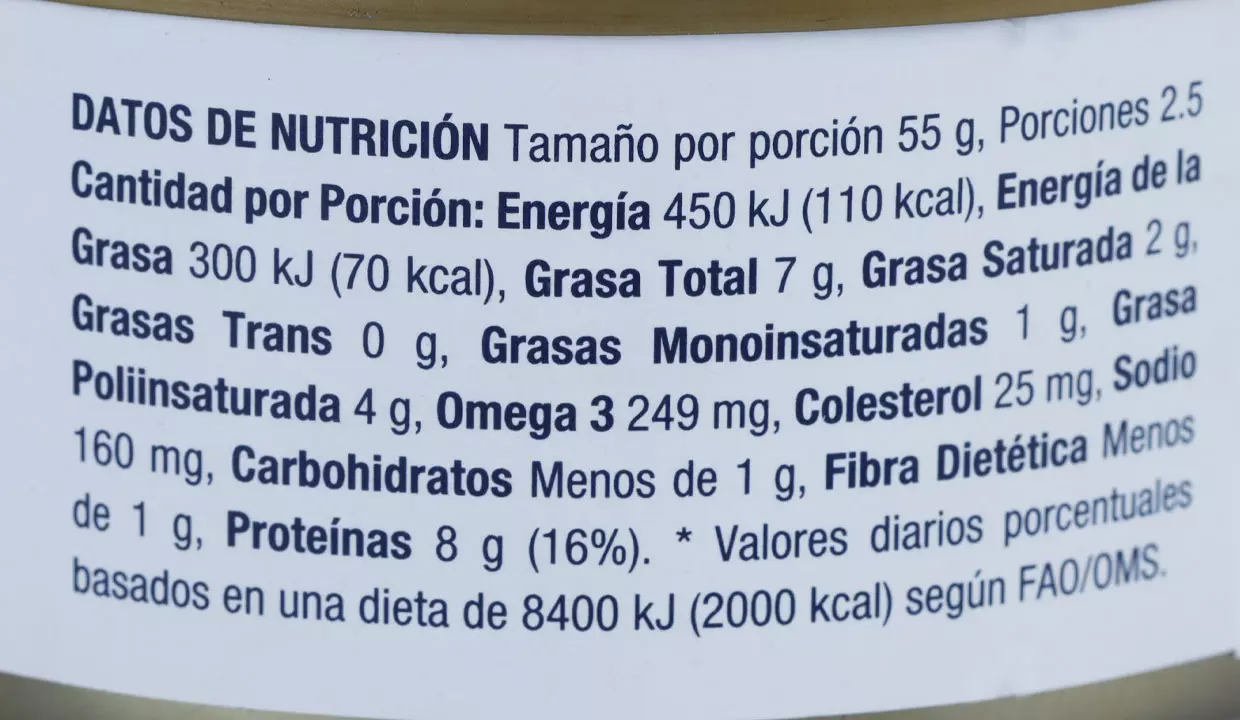 DATOS DE NUTRICIÓN Tamaño por porción 55 g, Porciones 2.5
Cantidad por Porción: Energía 450 kJ (110 kcal), Energía de la
Grasa 300 kJ (70 kcal), Grasa Total 7 g, Grasa Saturada 2 g,
Grasas Trans 0 g, Grasas Monoinsaturadas 1 g, Grasa
Poliinsaturada 4 g, Omega 3 249 mg, Colesterol 25 mg, Sodio
160 mg, Carbohidratos Menos de 1 g, Fibra Dietética Menos
de 1 g, Proteínas 8 g (16%). * Valores diarios porcentuales
basados en una dieta de 8400 kJ (2000 kcal) según FAO/OMS.